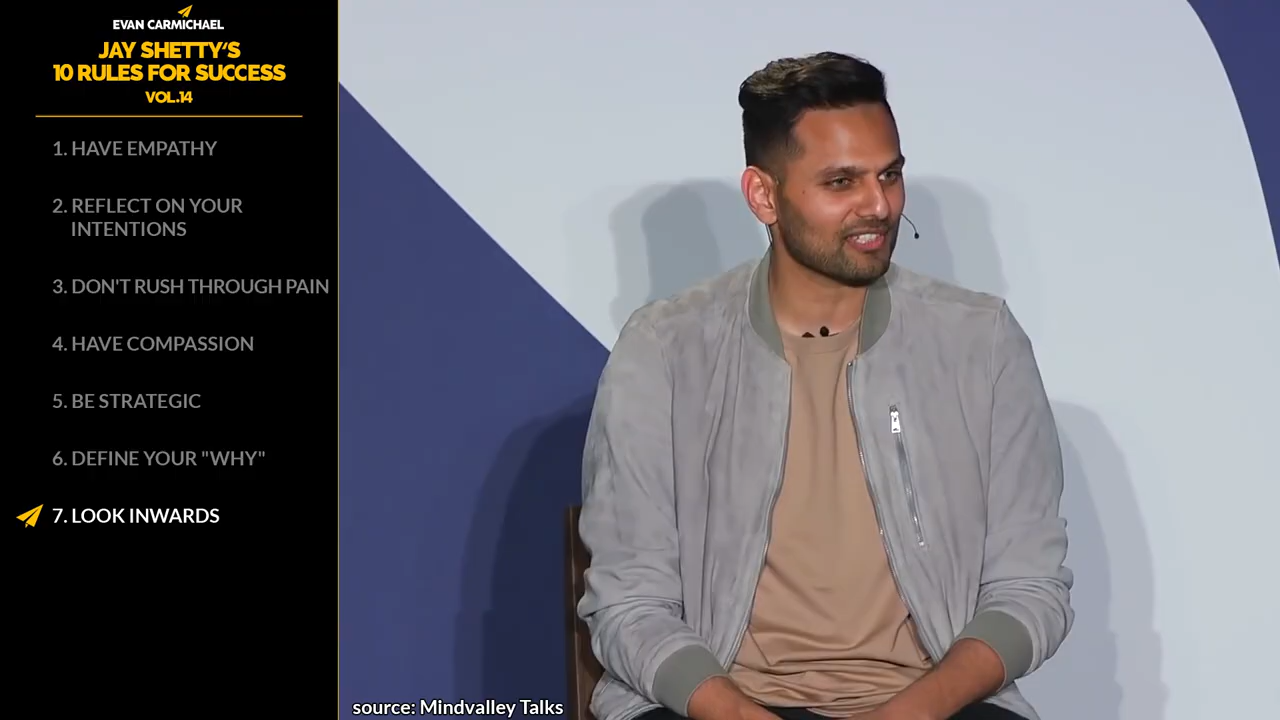 EVAN CARMICHAEL
JAY SHETTY'S
10 RULES FOR SUCCESS
VOL.14
1. HAVE EMPATHY
2. REFLECT ON YOUR
INTENTIONS
3. DON'T RUSH THROUGH PAIN
4. HAVE COMPASSION
5. BE STRATEGIC
6. DEFINE YOUR "WHY"
7. LOOK INWARDS
source: Mindvalley Talks